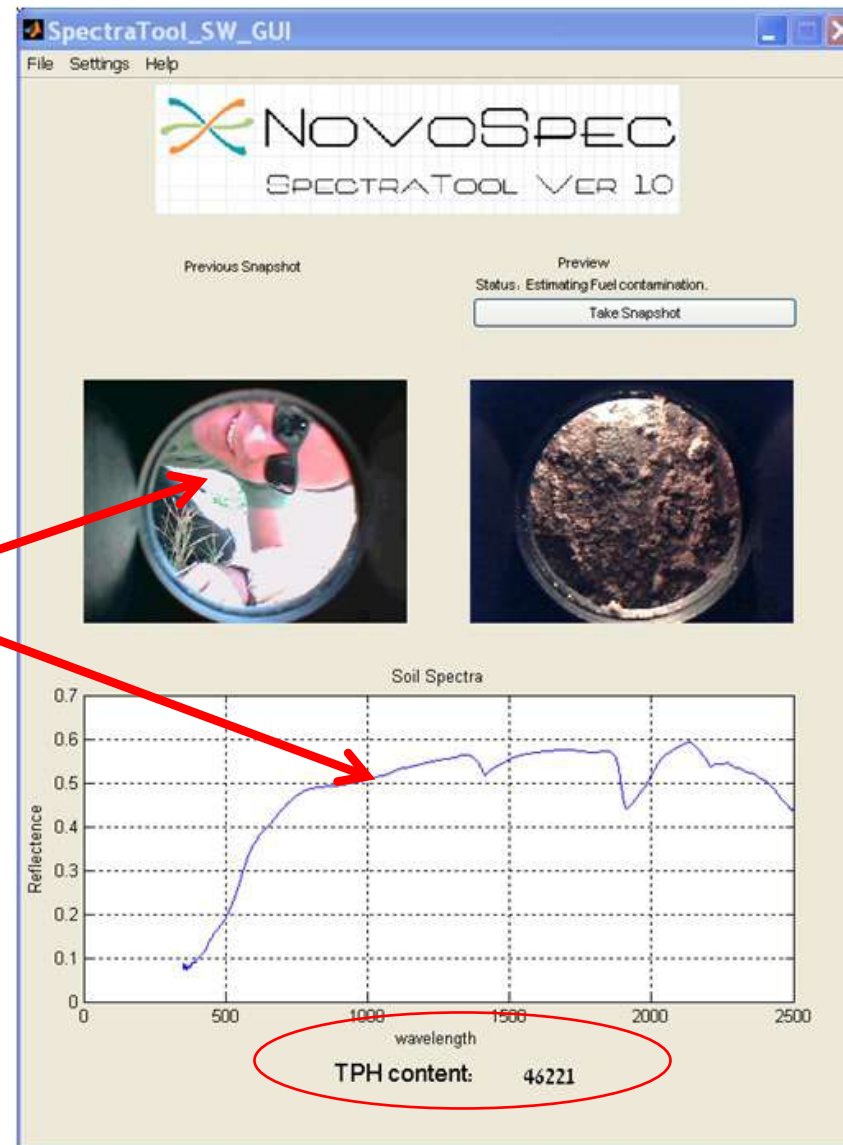 SpectraTool_SW_GUI
File Settings Help
NOVOSPEC
SPECTRATOOL VER 1.0
Previous Snapshot
Preview
Status: Estimating Fuel contamination.
Take Snapshot
Soil Spectra
0.7
0.6
0.5
0.4
0.3
0.2
0.1
0
Reflectence
0 500 1000 1500 2000 2500
wavelength
TPH content: 46221